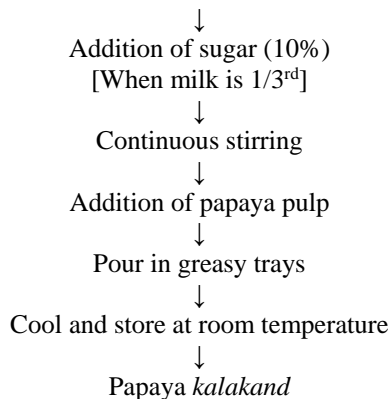 ↓
Addition of sugar (10%)
[When milk is 1/3rd]
↓
Continuous stirring
↓
Addition of papaya pulp
↓
Pour in greasy trays
↓
Cool and store at room temperature
↓
Papaya kalakand